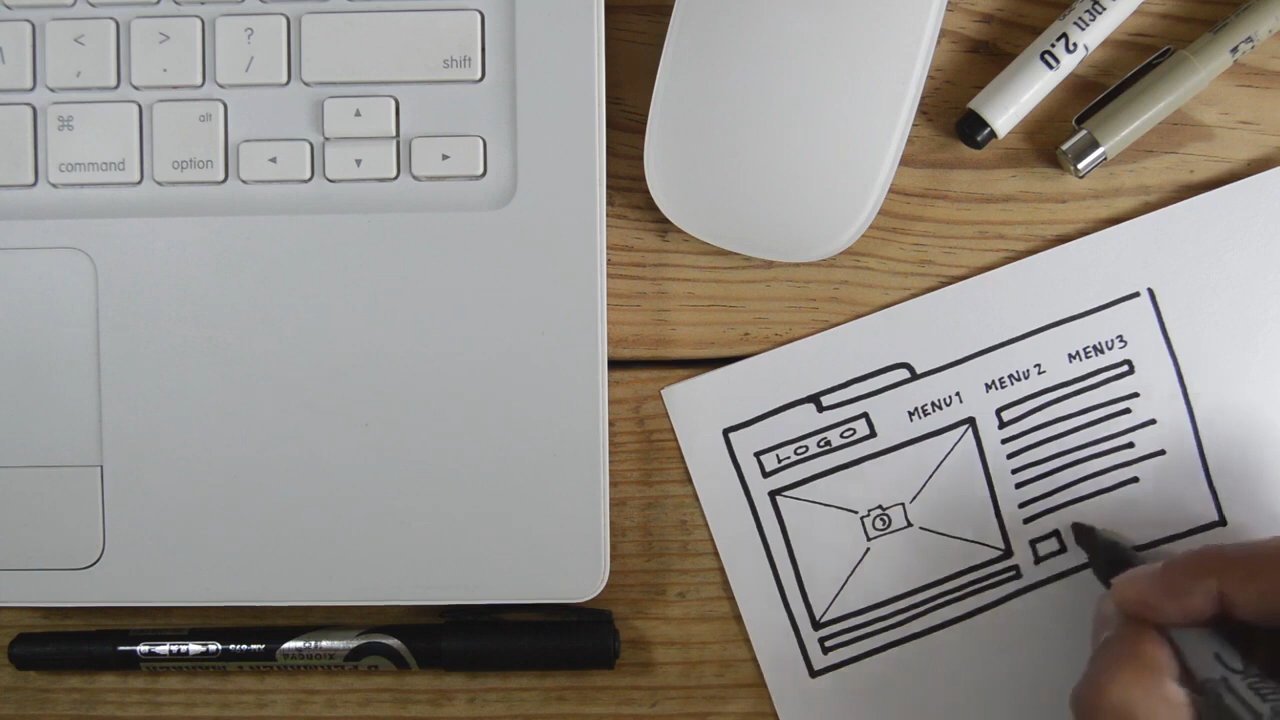 < ,
> .
? /
shift
⌘
command
alt
option
pen 2.0
LOGO
MENU1
MENU2
MENU3